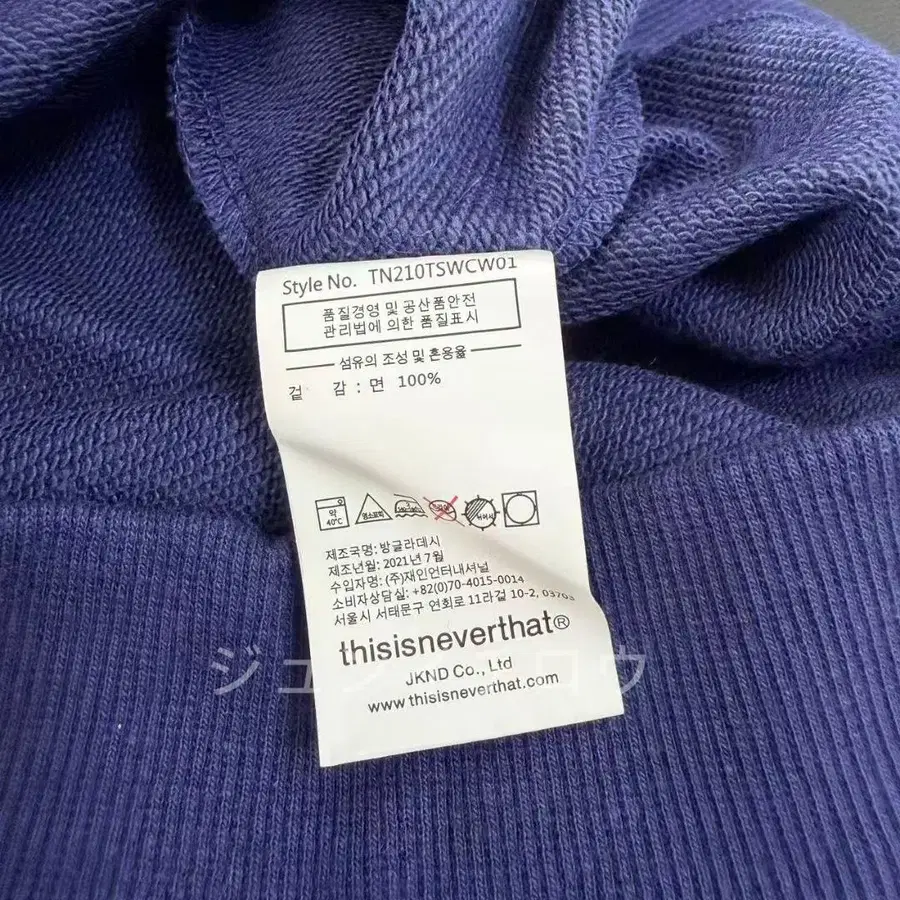 Style No. TN210TSWCW01
품질경영 및 공산품안전
관리법에 의한 품질표시
섬유의 조성 및 혼용율
겉 감 : 면 100%
약
40℃
염소표백
제조국명: 방글라데시
제조년월: 2021년 7월
수입자명: (주)재인언터내셔널
소비자상담실: +82(0)70-4015-0014
서울시 서태문구 연회로 11라걸 10-2, 03703
thisisneverthat®
JKND Co., Ltd
www.thisisneverthat.com